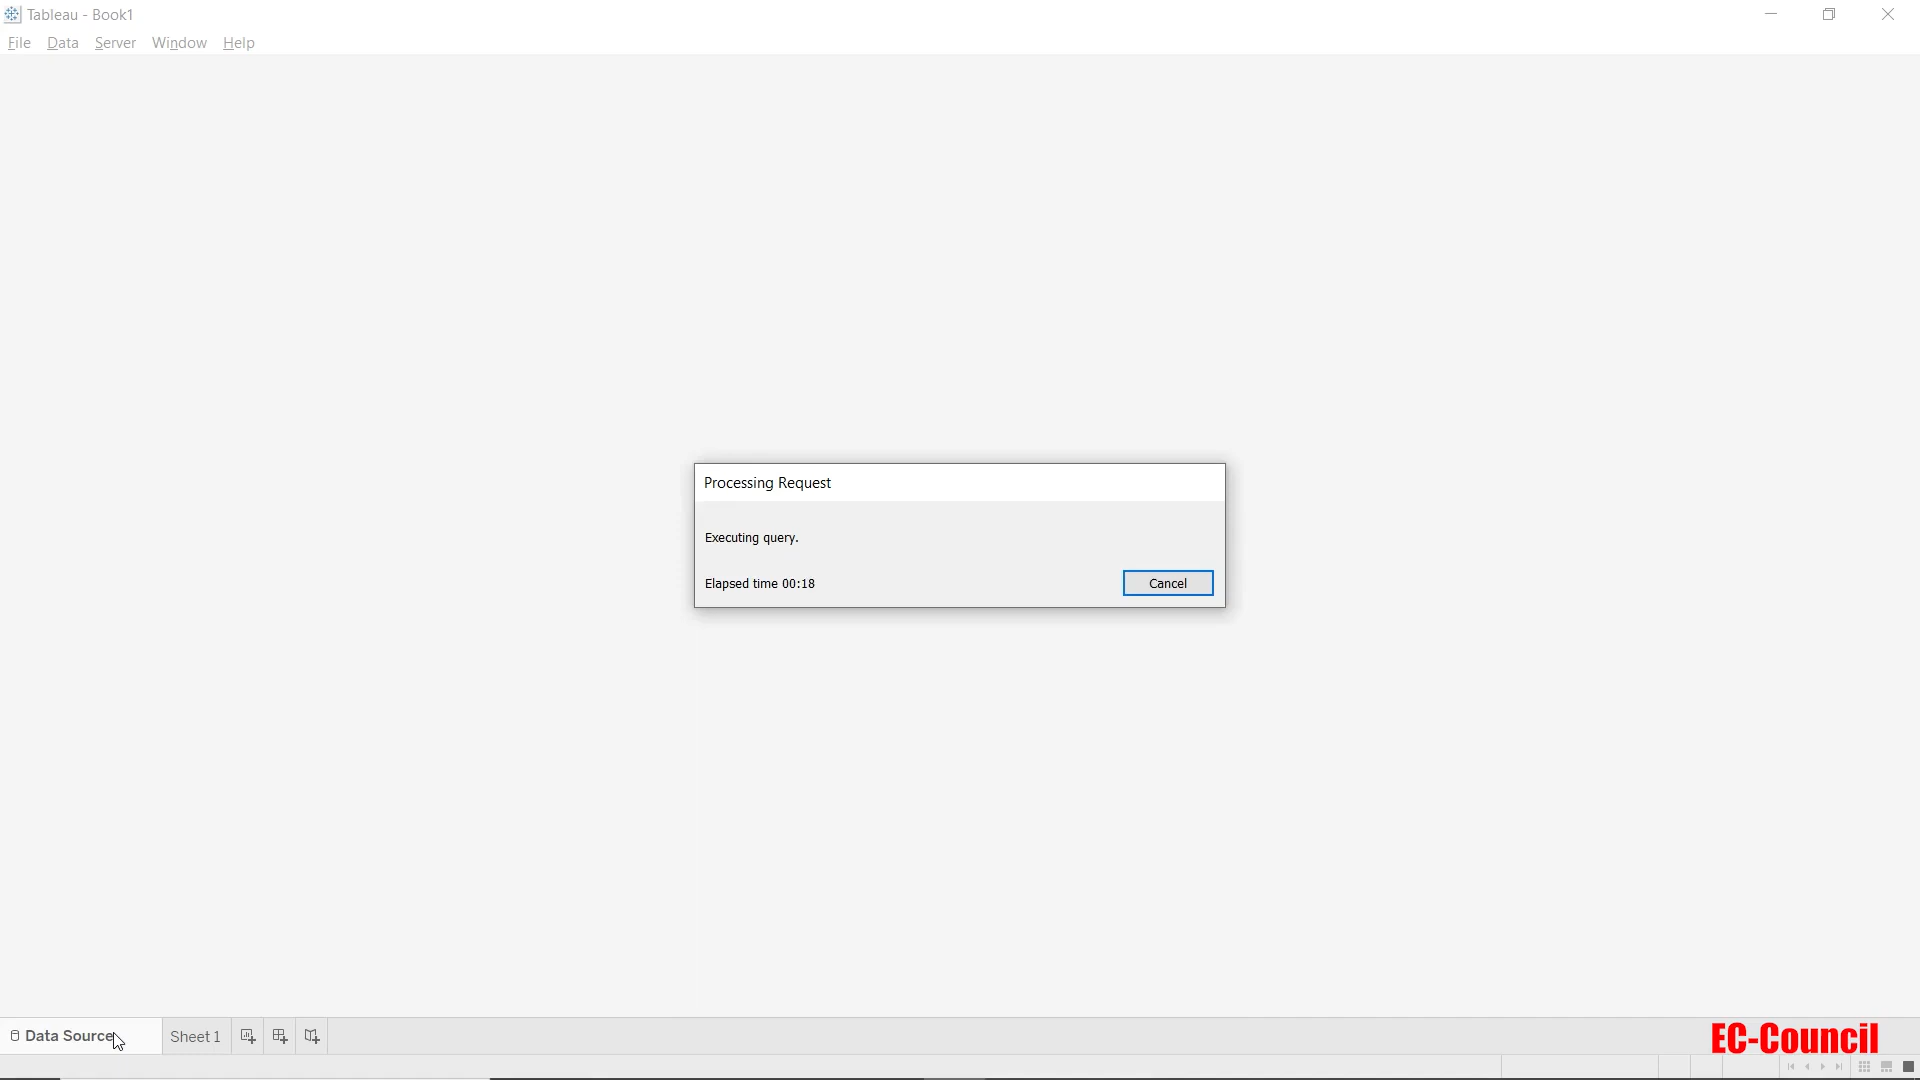 Tableau - Book1
File Data Server Window Help
Processing Request
Executing query.
Elapsed time 00:18
Cancel
Data Source
Sheet 1
EC-Council